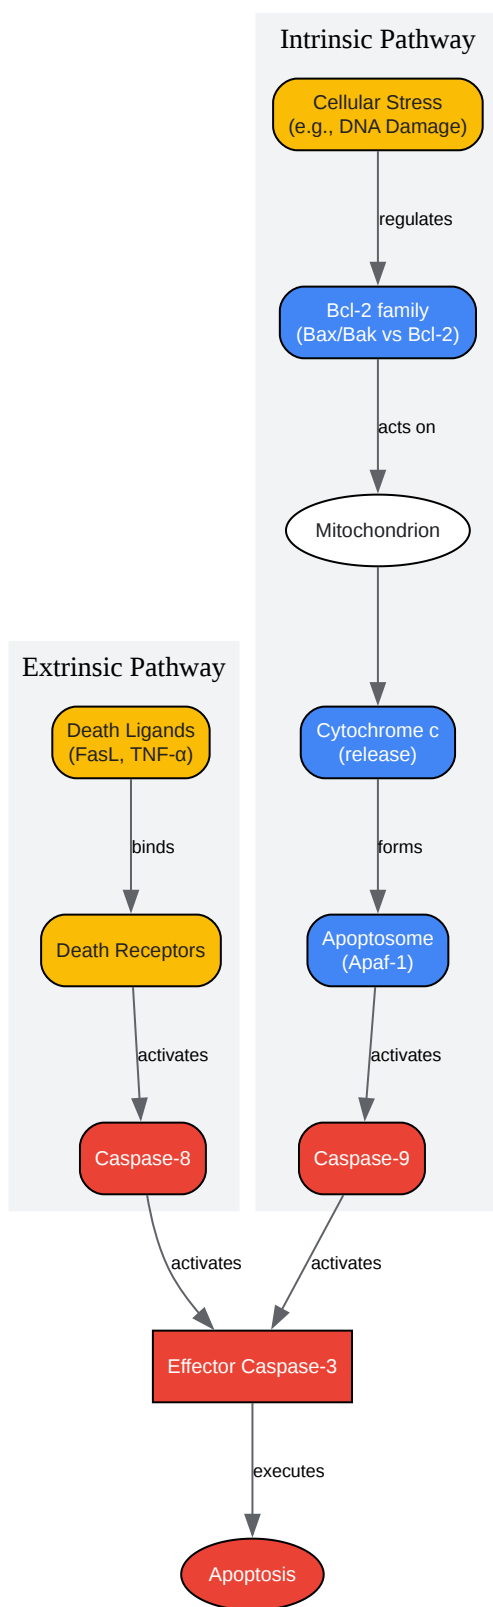 Intrinsic Pathway
Cellular Stress
(e.g., DNA Damage)
regulates
Bcl-2 family
(Bax/Bak vs Bcl-2)
acts on
Mitochondrion
Cytochrome c
(release)
forms
Apoptosome
(Apaf-1)
activates
Caspase-9
activates
Extrinsic Pathway
Death Ligands
(FasL, TNF-α)
binds
Death Receptors
activates
Caspase-8
activates
Effector Caspase-3
executes
Apoptosis